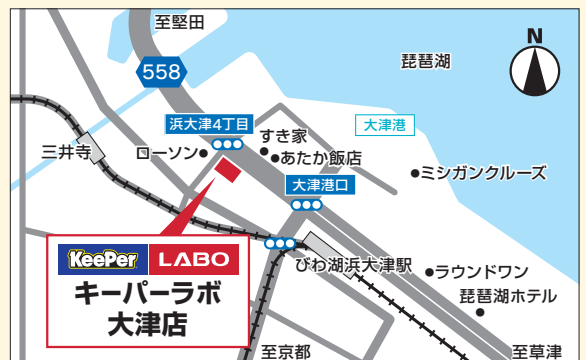 至堅田
N
558
琵琶湖
浜大津4丁目
大津港
すき家
三井寺
ローソン
あたか飯店
ミシガンクルーズ
大津港口
KeePer LABO
びわ湖浜大津駅
キーパーラボ
大津店
ラウンドワン
琵琶湖ホテル
至京都
至草津